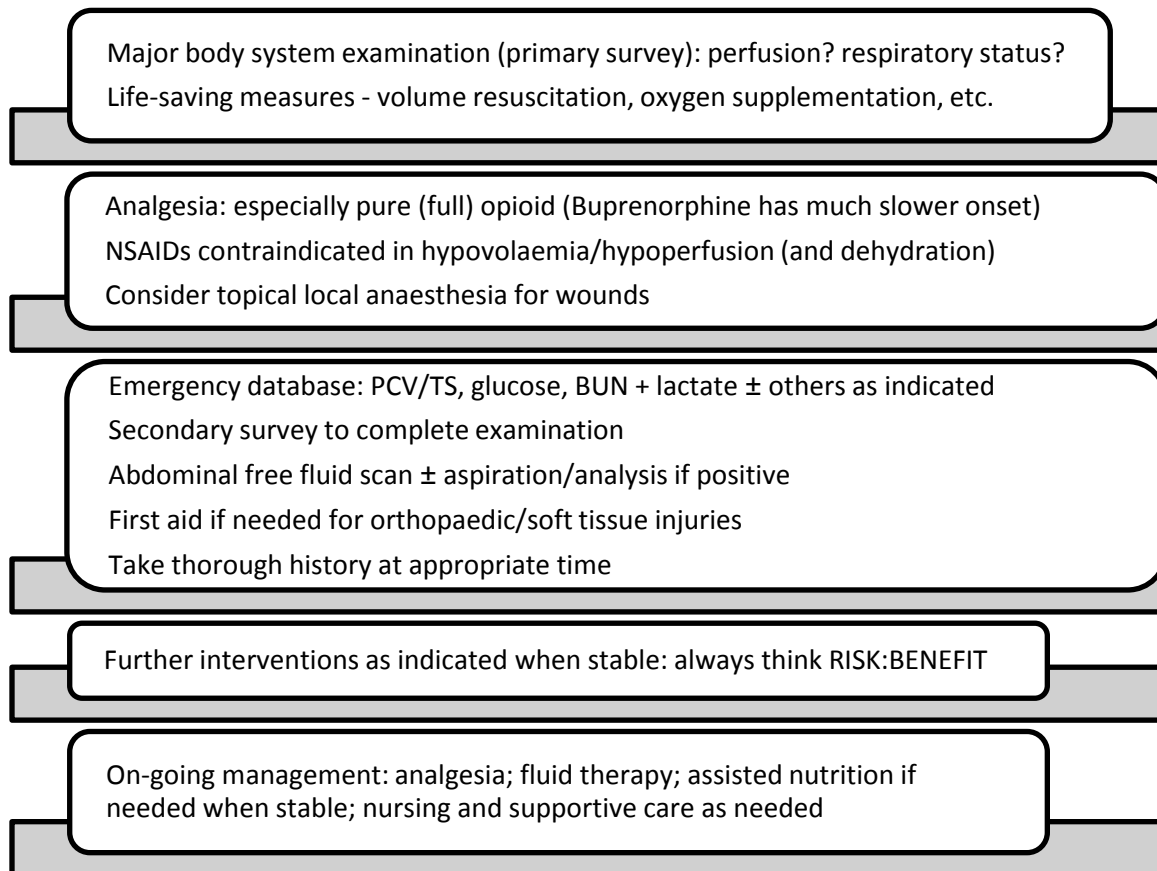 Major body system examination (primary survey): perfusion? respiratory status?
Life-saving measures - volume resuscitation, oxygen supplementation, etc.
Analgesia: especially pure (full) opioid (Buprenorphine has much slower onset)
NSAIDs contraindicated in hypovolaemia/hypoperfusion (and dehydration)
Consider topical local anaesthesia for wounds
Emergency database: PCV/TS, glucose, BUN + lactate ± others as indicated
Secondary survey to complete examination
Abdominal free fluid scan ± aspiration/analysis if positive
First aid if needed for orthopaedic/soft tissue injuries
Take thorough history at appropriate time
Further interventions as indicated when stable: always think RISK:BENEFIT
On-going management: analgesia; fluid therapy; assisted nutrition if
needed when stable; nursing and supportive care as needed